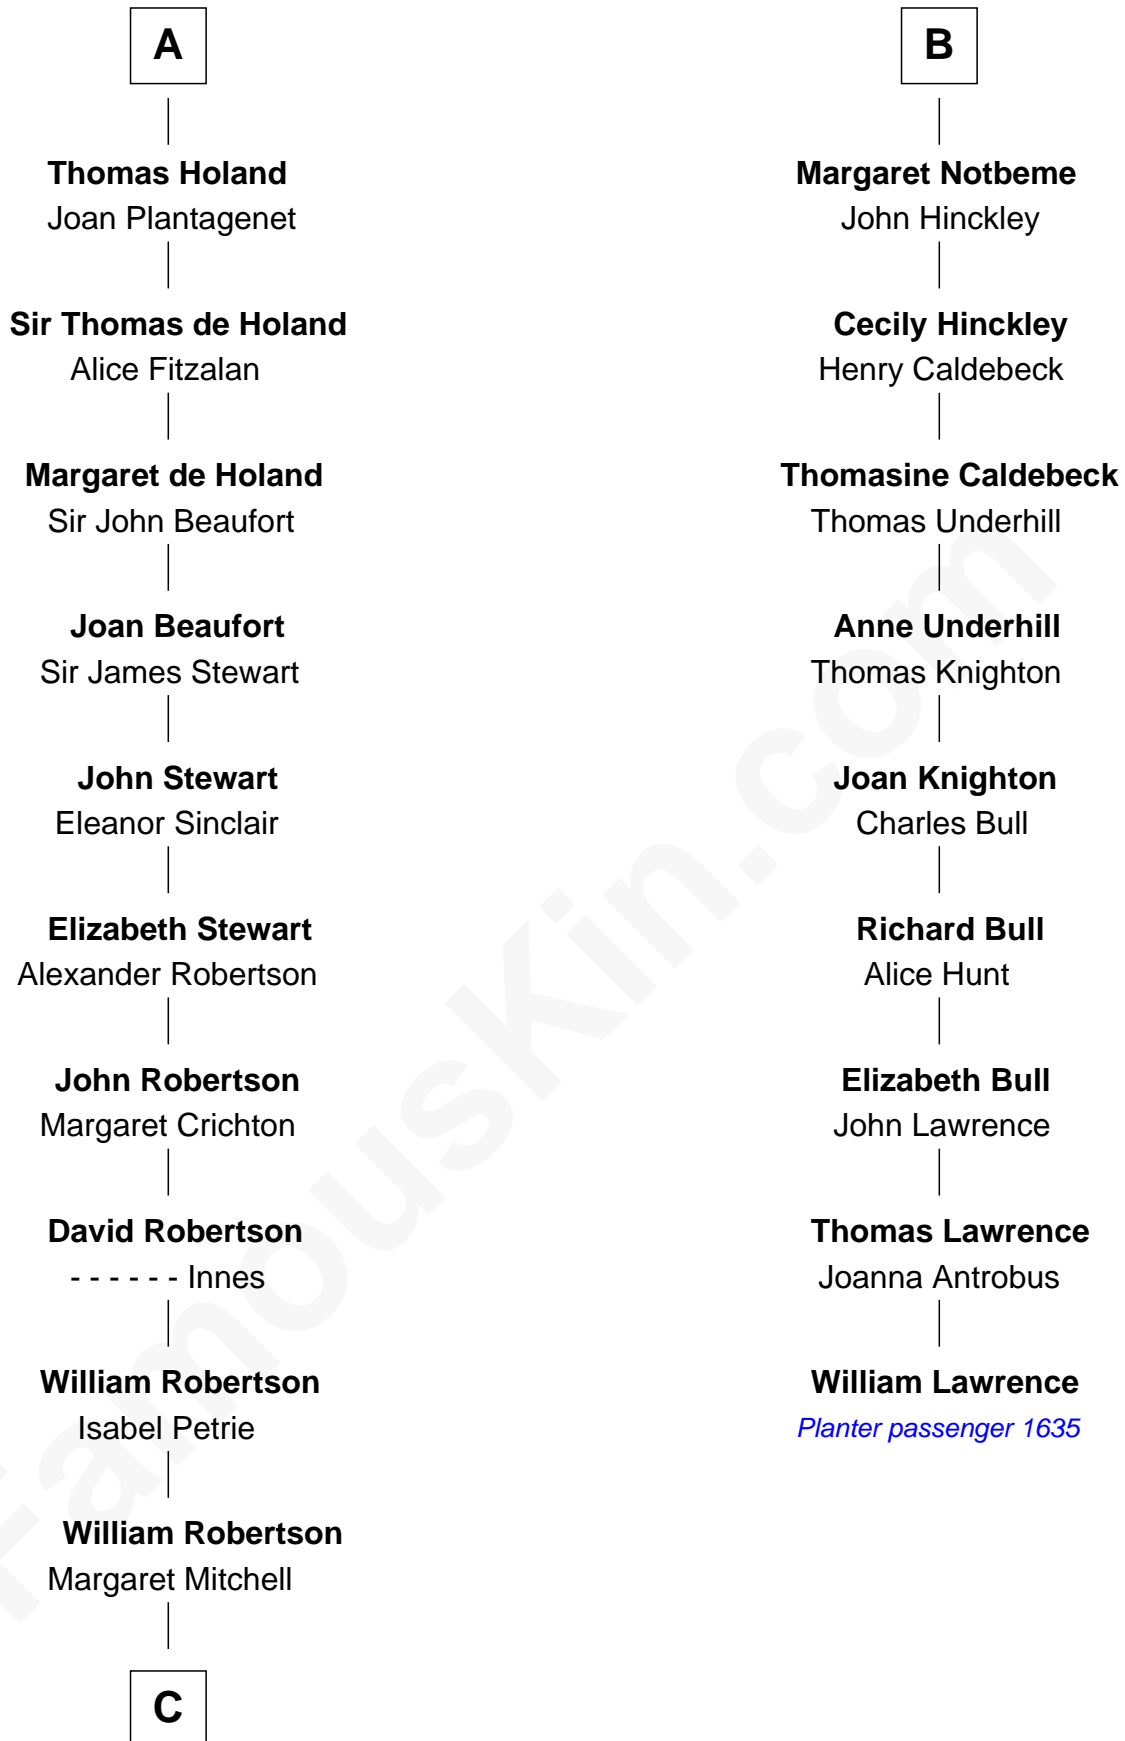 A
Thomas Holand
Joan Plantagenet
Sir Thomas de Holand
Alice Fitzalan
Margaret de Holand
Sir John Beaufort
Joan Beaufort
Sir James Stewart
John Stewart
Eleanor Sinclair
Elizabeth Stewart
Alexander Robertson
John Robertson
Margaret Crichton
David Robertson
- - - - - - Innes
William Robertson
Isabel Petrie
William Robertson
Margaret Mitchell
C
B
Margaret Notbeme
John Hinckley
Cecily Hinckley
Henry Caldebeck
Thomasine Caldebeck
Thomas Underhill
Anne Underhill
Thomas Knighton
Joan Knighton
Charles Bull
Richard Bull
Alice Hunt
Elizabeth Bull
John Lawrence
Thomas Lawrence
Joanna Antrobus
William Lawrence
Planter passenger 1635
FamousKin.com